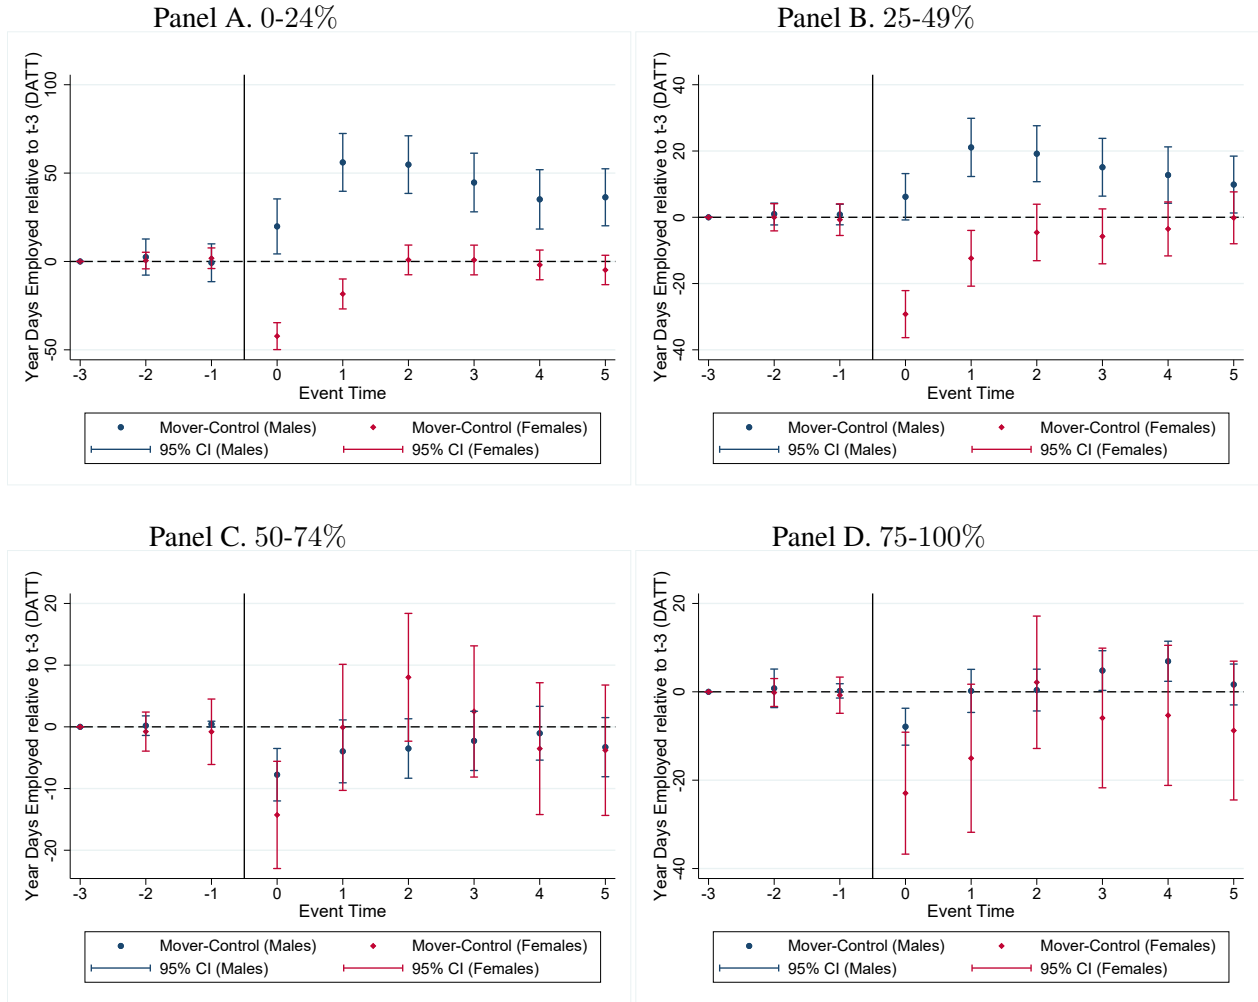 Panel A. 0-24%
Year Days Employed relative to t-3 (DATT)
100
50
0
-50
-3 -2 -1 0 1 2 3 4 5
Event Time
Mover-Control (Males) Mover-Control (Females)
95% CI (Males) 95% CI (Females)
Panel B. 25-49%
Year Days Employed relative to t-3 (DATT)
40
20
0
-20
-40
-3 -2 -1 0 1 2 3 4 5
Event Time
Mover-Control (Males) Mover-Control (Females)
95% CI (Males) 95% CI (Females)
Panel C. 50-74%
Year Days Employed relative to t-3 (DATT)
20
10
0
-10
-20
-3 -2 -1 0 1 2 3 4 5
Event Time
Mover-Control (Males) Mover-Control (Females)
95% CI (Males) 95% CI (Females)
Panel D. 75-100%
Year Days Employed relative to t-3 (DATT)
20
0
-20
-40
-3 -2 -1 0 1 2 3 4 5
Event Time
Mover-Control (Males) Mover-Control (Females)
95% CI (Males) 95% CI (Females)